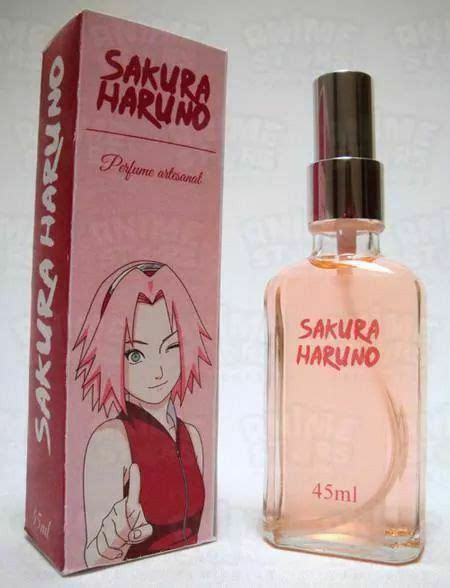 SAKURA HARUNO
45ml
SAKURA
HARUNO
Perfume artesanal
SAKURA
HARUNO
45ml